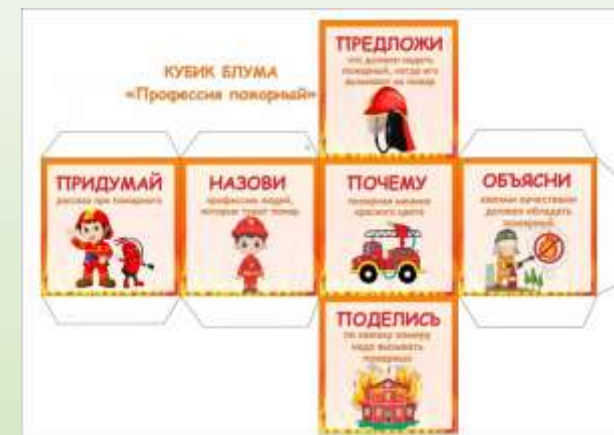 КУБИК БЛУМА
«Профессия пожарный»
ПРЕДЛОЖИ
что должен надеть
пожарный, когда его
вызывают на пожар
ПРИДУМАЙ
рассказ про пожарного
НАЗОВИ
профессию людей,
которые тушат пожар
ПОЧЕМУ
пожарная машина
красного цвета
ОБЪЯСНИ
какими качествами
должен обладать
пожарный
ПОДЕЛИСЬ
по какому номеру
надо вызывать
пожарных